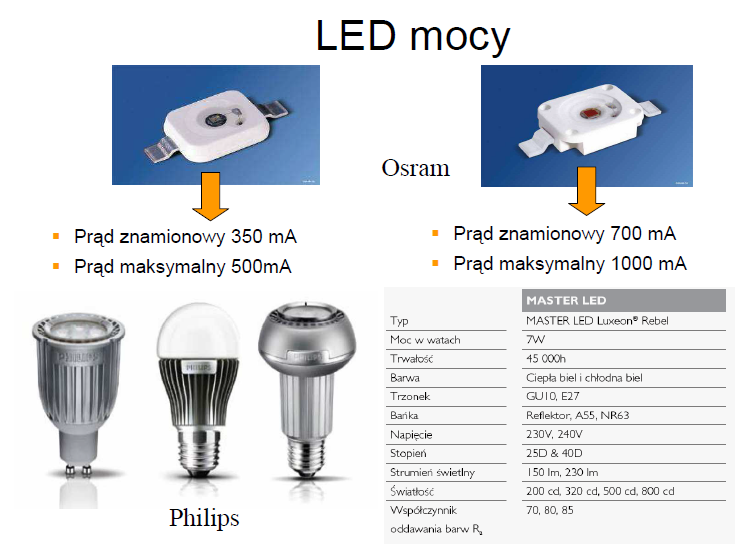 LED mocy
Osram
▪ Prąd znamionowy 350 mA
▪ Prąd maksymalny 500mA
▪ Prąd znamionowy 700 mA
▪ Prąd maksymalny 1000 mA
PHILIPS
PHILIPS
Philips
MASTER LED
Typ MASTER LED Luxeon® Rebel
Moc w watach 7W
Trwałość 45 000h
Barwa Ciepła biel i chłodna biel
Trzonek GU10, E27
Bańka Reflektor, A55, NR63
Napięcie 230V, 240V
Stopień 25D & 40D
Strumień świetlny 150 lm, 230 lm
Światłość 200 cd, 320 cd, 500 cd, 800 cd
Współczynnik 70, 80, 85
oddawania barw Rₐ